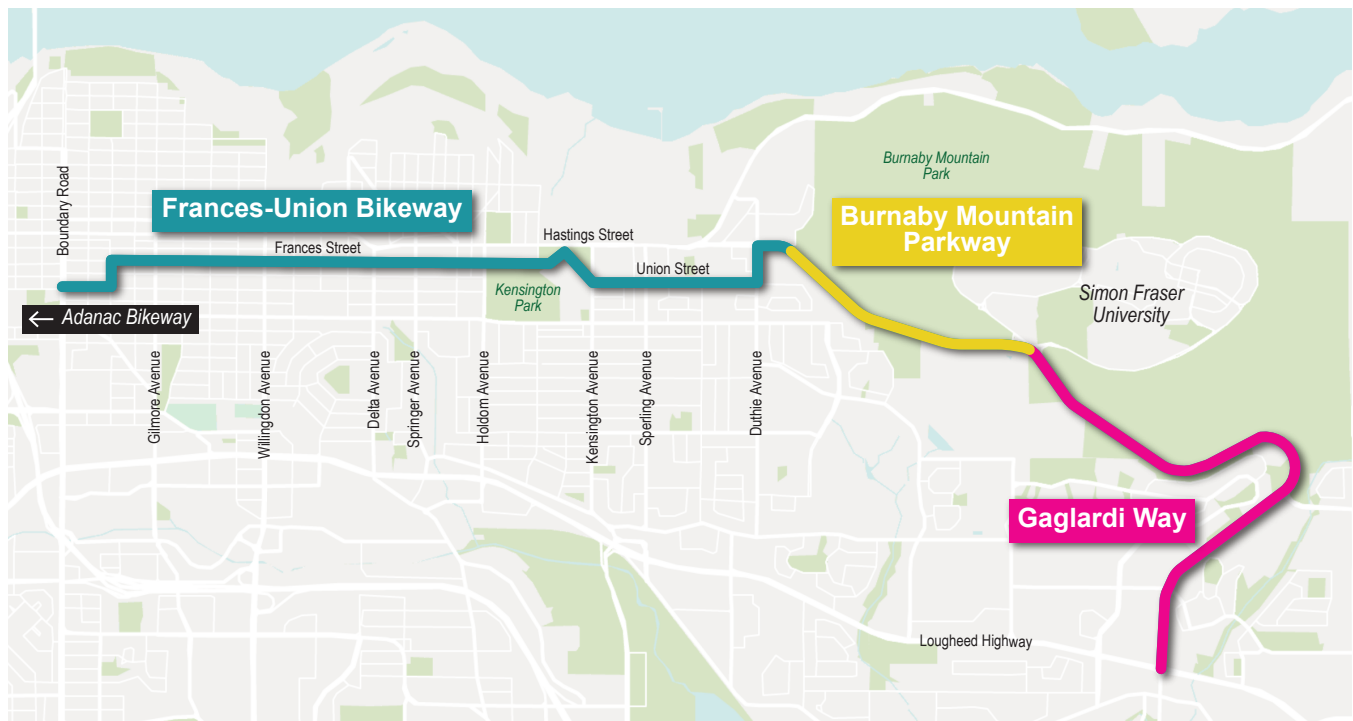 Burnaby Mountain
Park
Boundary Road
Frances-Union Bikeway
Burnaby Mountain
Parkway
Hastings Street
Frances Street
Union Street
Kensington
Park
Simon Fraser
University
← Adanac Bikeway
Gilmore Avenue
Willingdon Avenue
Delta Avenue
Springer Avenue
Holdom Avenue
Kensington Avenue
Sperling Avenue
Duthie Avenue
Gaglardi Way
Lougheed Highway